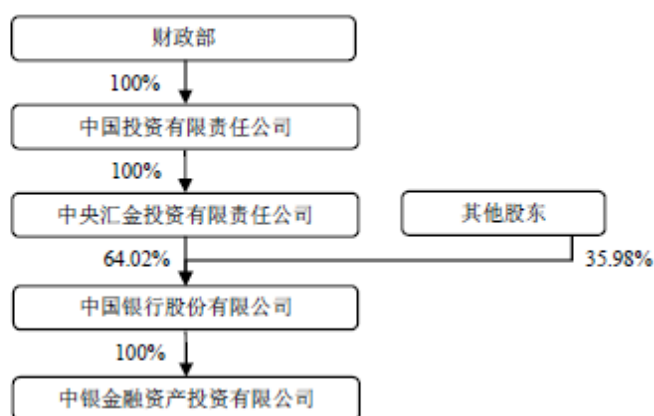 财政部
100%
中国投资有限责任公司
100%
中央汇金投资有限责任公司
其他股东
64.02%
35.98%
中国银行股份有限公司
100%
中银金融资产投资有限公司